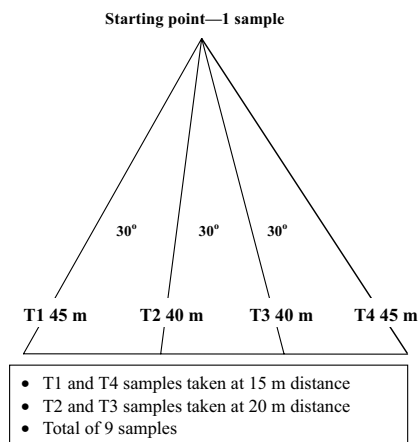 Starting point—1 sample
30° 30° 30°
T1 45 m T2 40 m T3 40 m T4 45 m
• T1 and T4 samples taken at 15 m distance
• T2 and T3 samples taken at 20 m distance
• Total of 9 samples